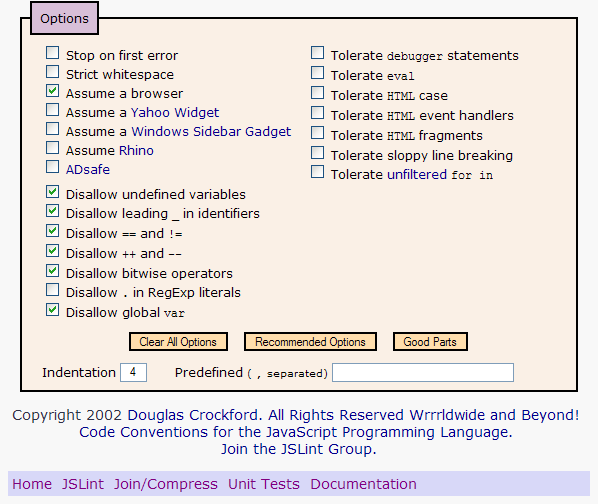 Options
Stop on first error
Strict whitespace
Assume a browser
Assume a Yahoo Widget
Assume a Windows Sidebar Gadget
Assume Rhino
ADsafe
Disallow undefined variables
Disallow leading _ in identifiers
Disallow == and !=
Disallow ++ and --
Disallow bitwise operators
Disallow . in RegExp literals
Disallow global var
Tolerate debugger statements
Tolerate eval
Tolerate HTML case
Tolerate HTML event handlers
Tolerate HTML fragments
Tolerate sloppy line breaking
Tolerate unfiltered for in
Clear All Options Recommended Options Good Parts
Indentation 4 Predefined ( , separated)
Copyright 2002 Douglas Crockford. All Rights Reserved Wrrrldwide and Beyond!
Code Conventions for the JavaScript Programming Language.
Join the JSLint Group.
Home JSLint Join/Compress Unit Tests Documentation